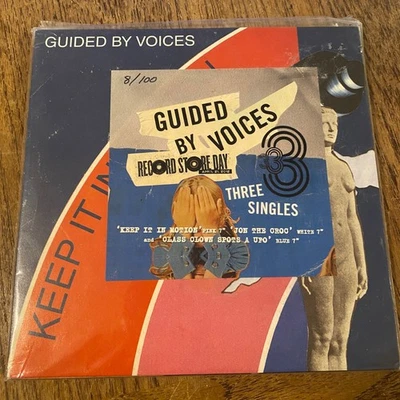 GUIDED BY VOICES
KEEP IT IN
8/100
GUIDED
BY VOICES
RECORD STORE DAY
3
THREE
SINGLES
'KEEP IT IN MOTION' PINK 7" 'JON THE CROC' WHITE 7"
and 'CLASS CLOWN SPOTS A UFO' BLUE 7"